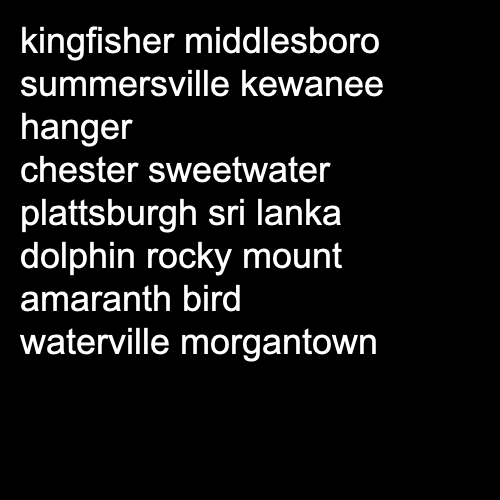 kingfisher middlesboro
summersville kewanee
hanger
chester sweetwater
plattsburgh sri lanka
dolphin rocky mount
amaranth bird
waterville morgantown